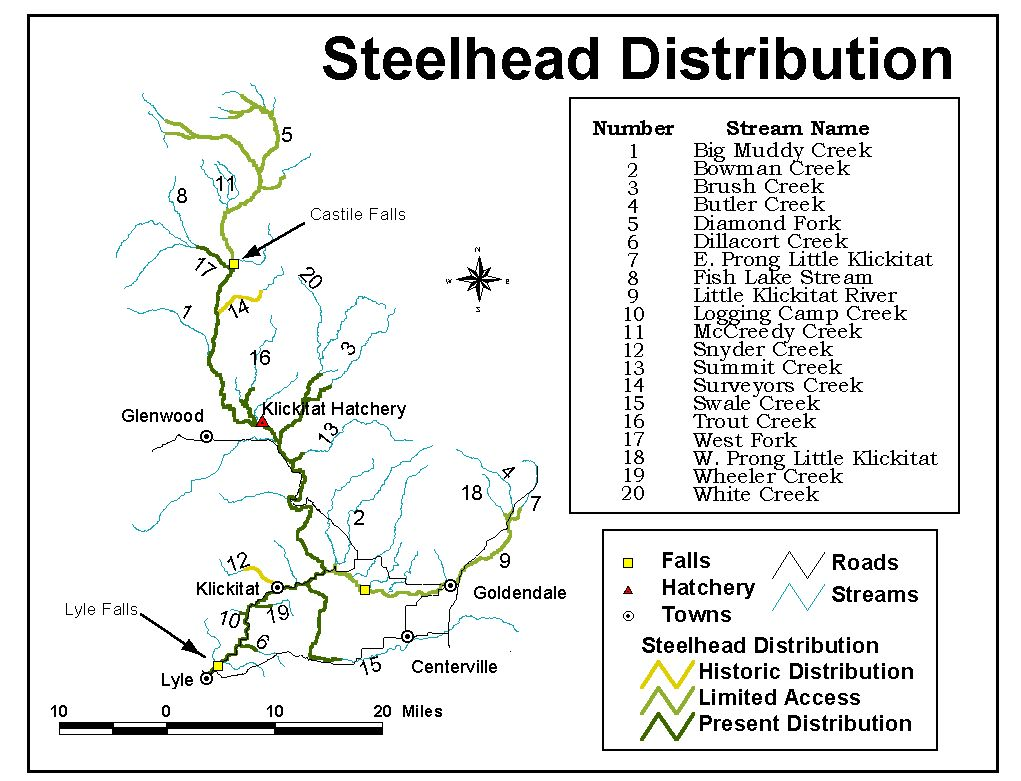 Steelhead Distribution
Number Stream Name
1 Big Muddy Creek
2 Bowman Creek
3 Brush Creek
4 Butler Creek
5 Diamond Fork
6 Dillacort Creek
7 E. Prong Little Klickitat
8 Fish Lake Stream
9 Little Klickitat River
10 Logging Camp Creek
11 McCreedy Creek
12 Snyder Creek
13 Summit Creek
14 Surveyors Creek
15 Swale Creek
16 Trout Creek
17 West Fork
18 W. Prong Little Klickitat
19 Wheeler Creek
20 White Creek
5
11
8
Castile Falls
17
20
N
W E
S
1
14
16
3
Glenwood
Klickitat Hatchery
13
4
18
7
2
9
12
Klickitat
Goldendale
Lyle Falls
10
19
6
15
Centerville
Lyle
10 0 10 20 Miles
Falls
Hatchery
Towns
Roads
Streams
Steelhead Distribution
Historic Distribution
Limited Access
Present Distribution